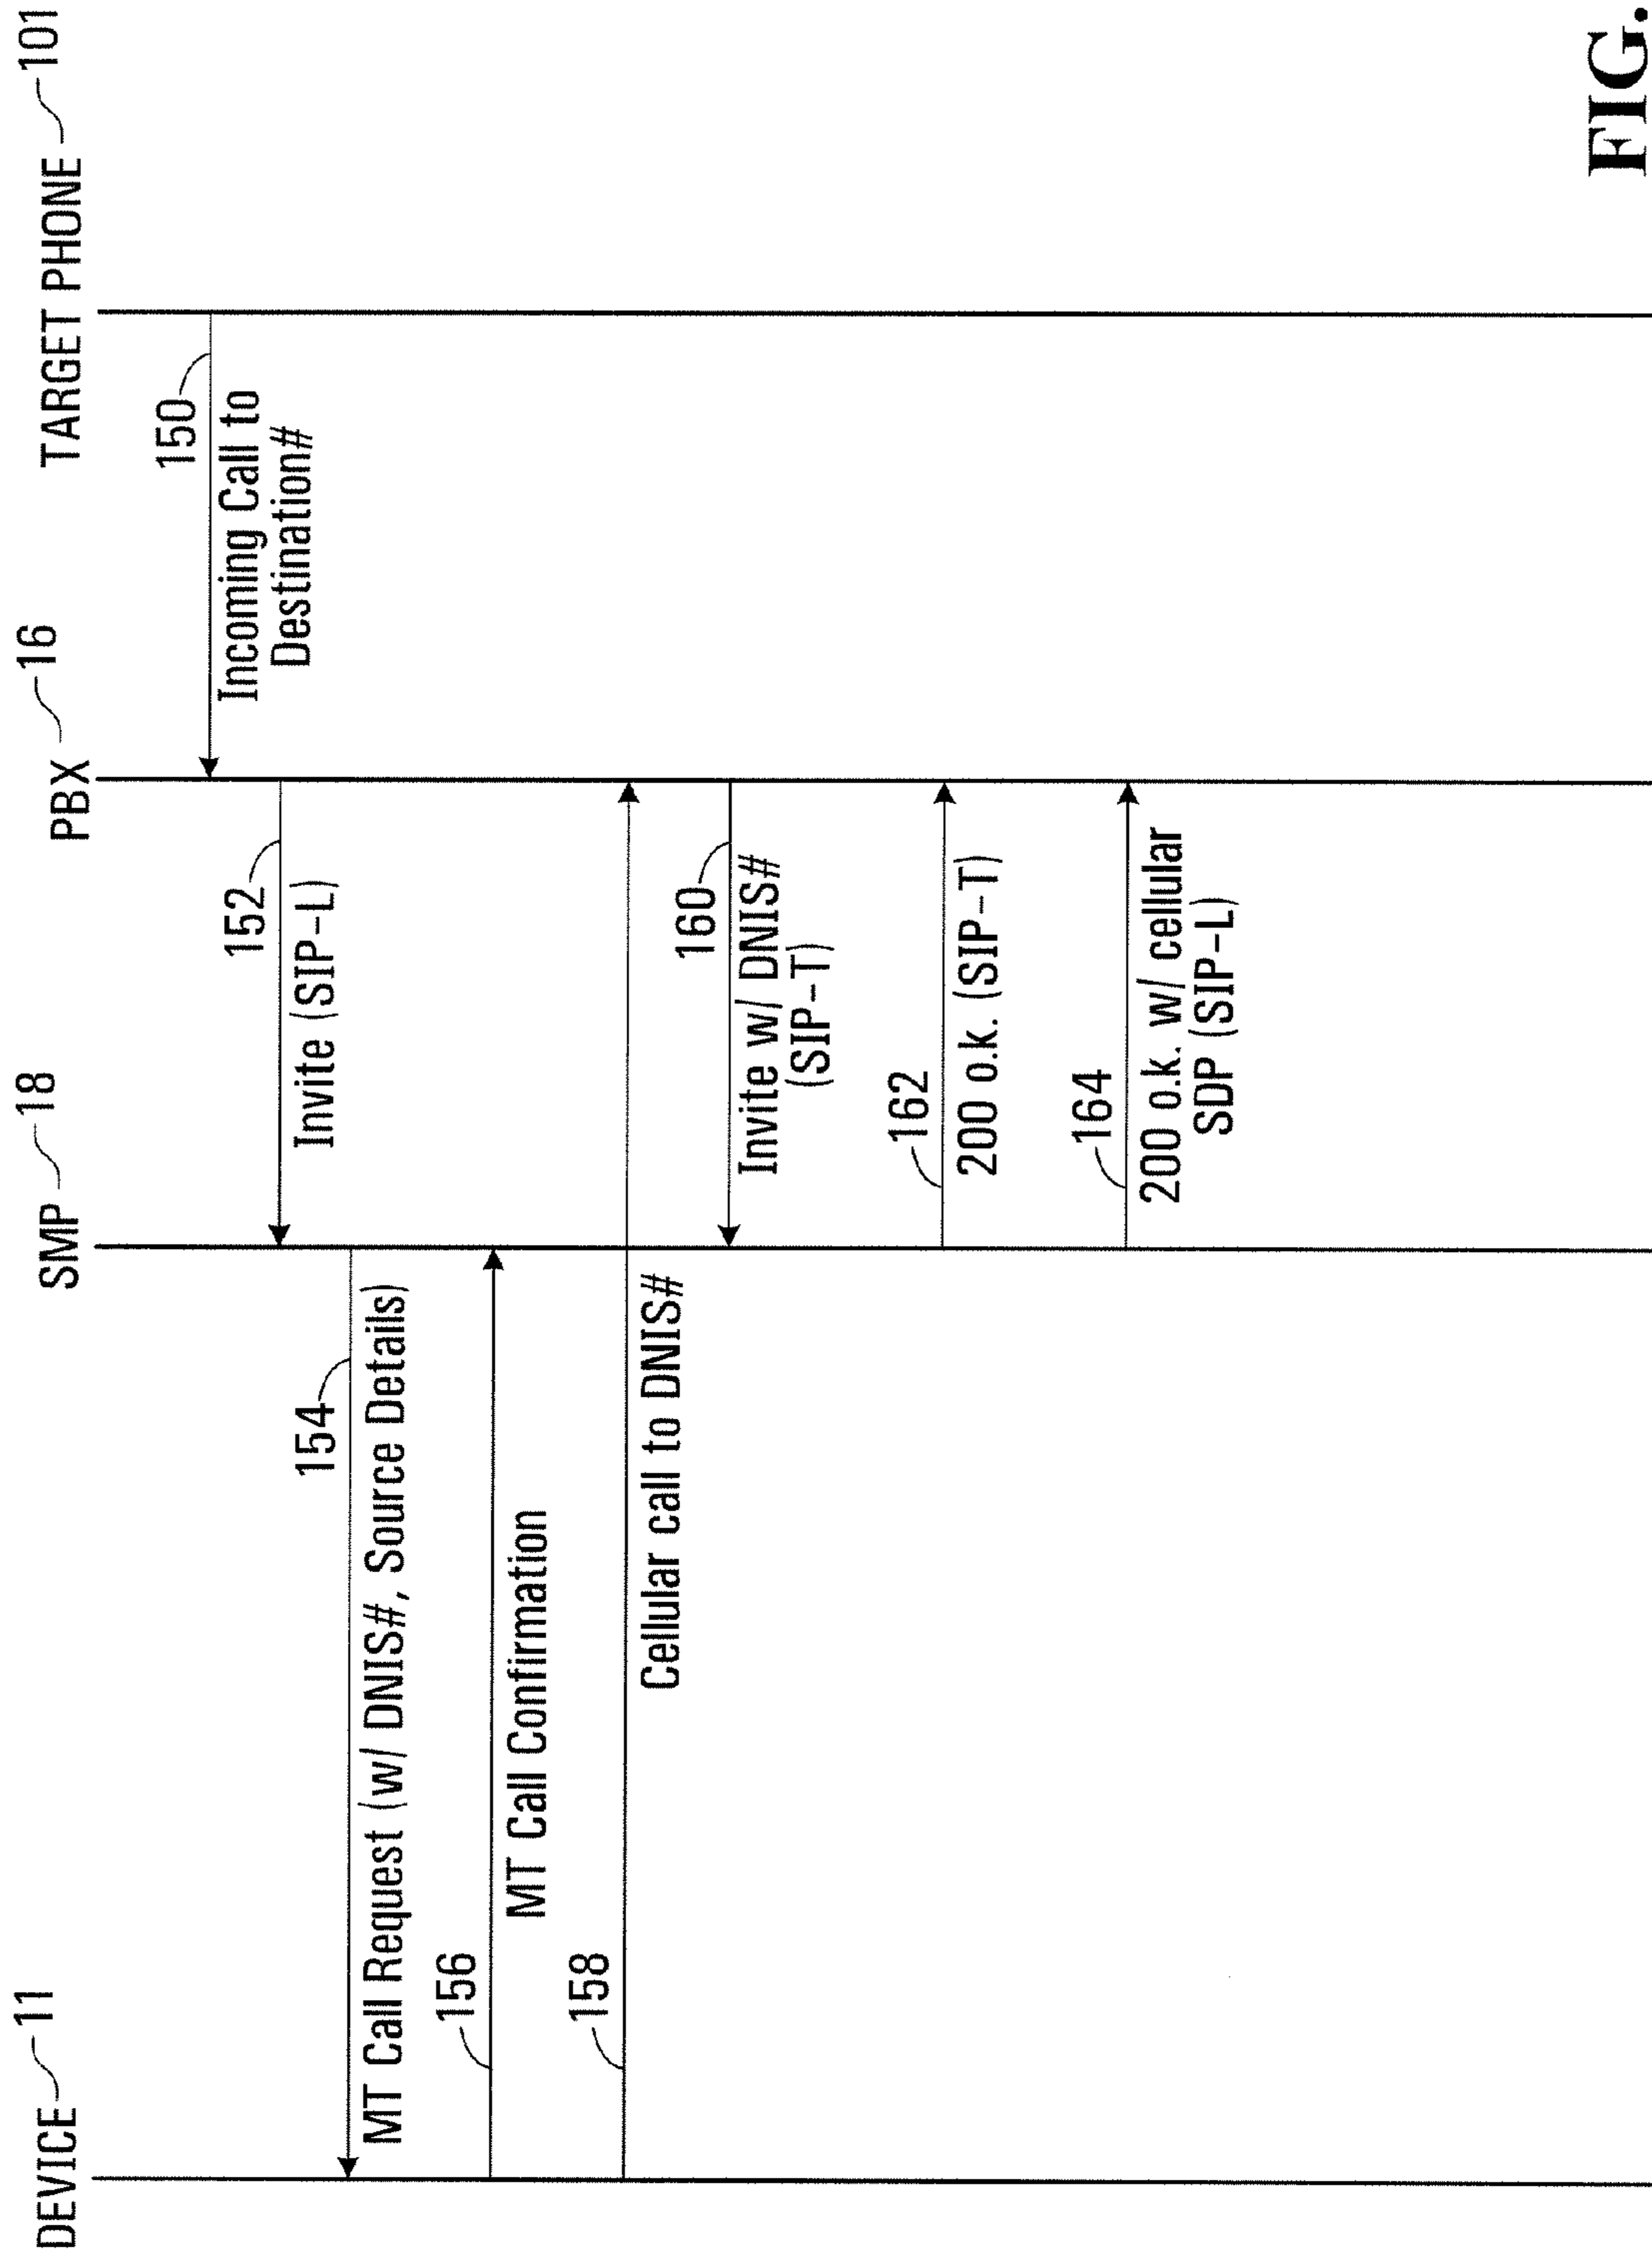 DEVICE 11
SMP 18
PBX 16
TARGET PHONE 101
150
Incoming Call to
Destination#
152
Invite (SIP-L)
154
MT Call Request (w/ DNIS#, Source Details)
156
MT Call Confirmation
158
Cellular call to DNIS#
160
Invite w/ DNIS#
(SIP-T)
162
200 o.k. (SIP-T)
164
200 o.k. w/ cellular
SDP (SIP-L)
FIG.